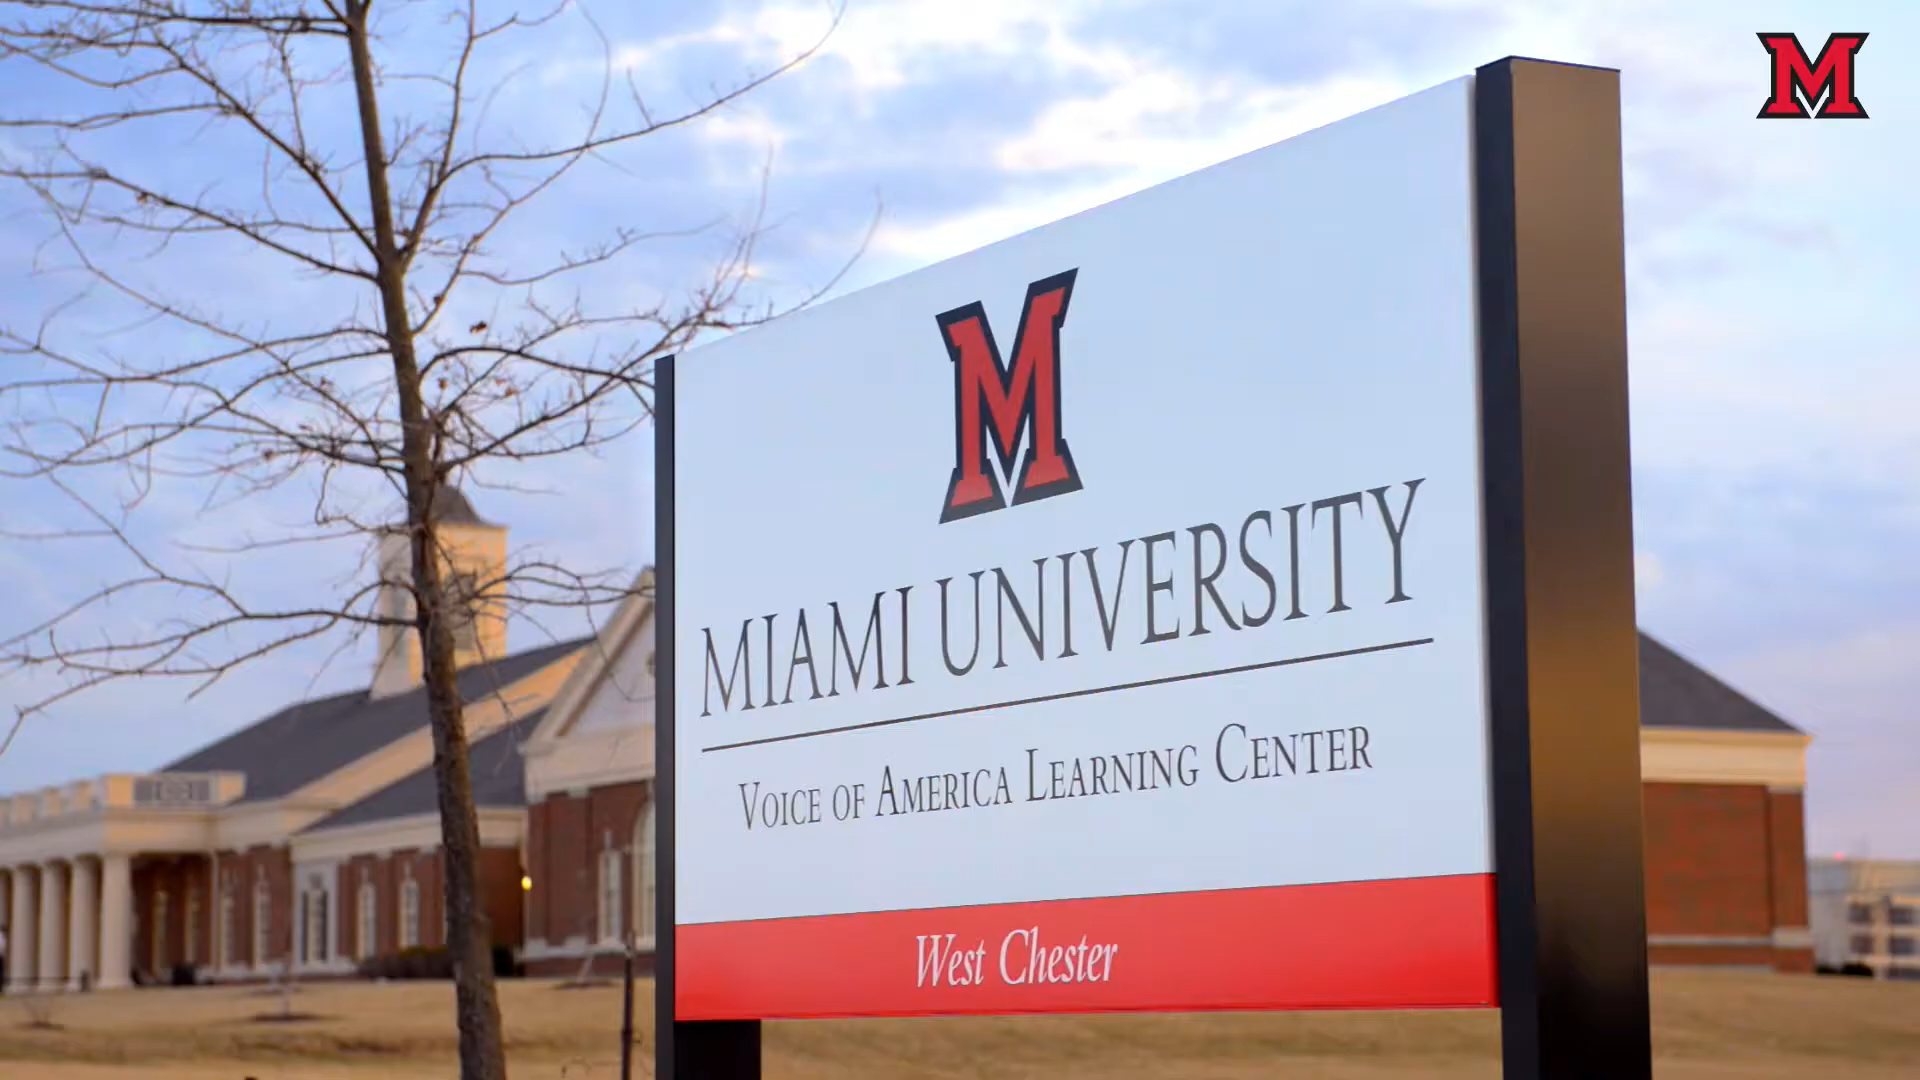 M
M
MIAMI UNIVERSITY
VOICE OF AMERICA LEARNING CENTER
West Chester